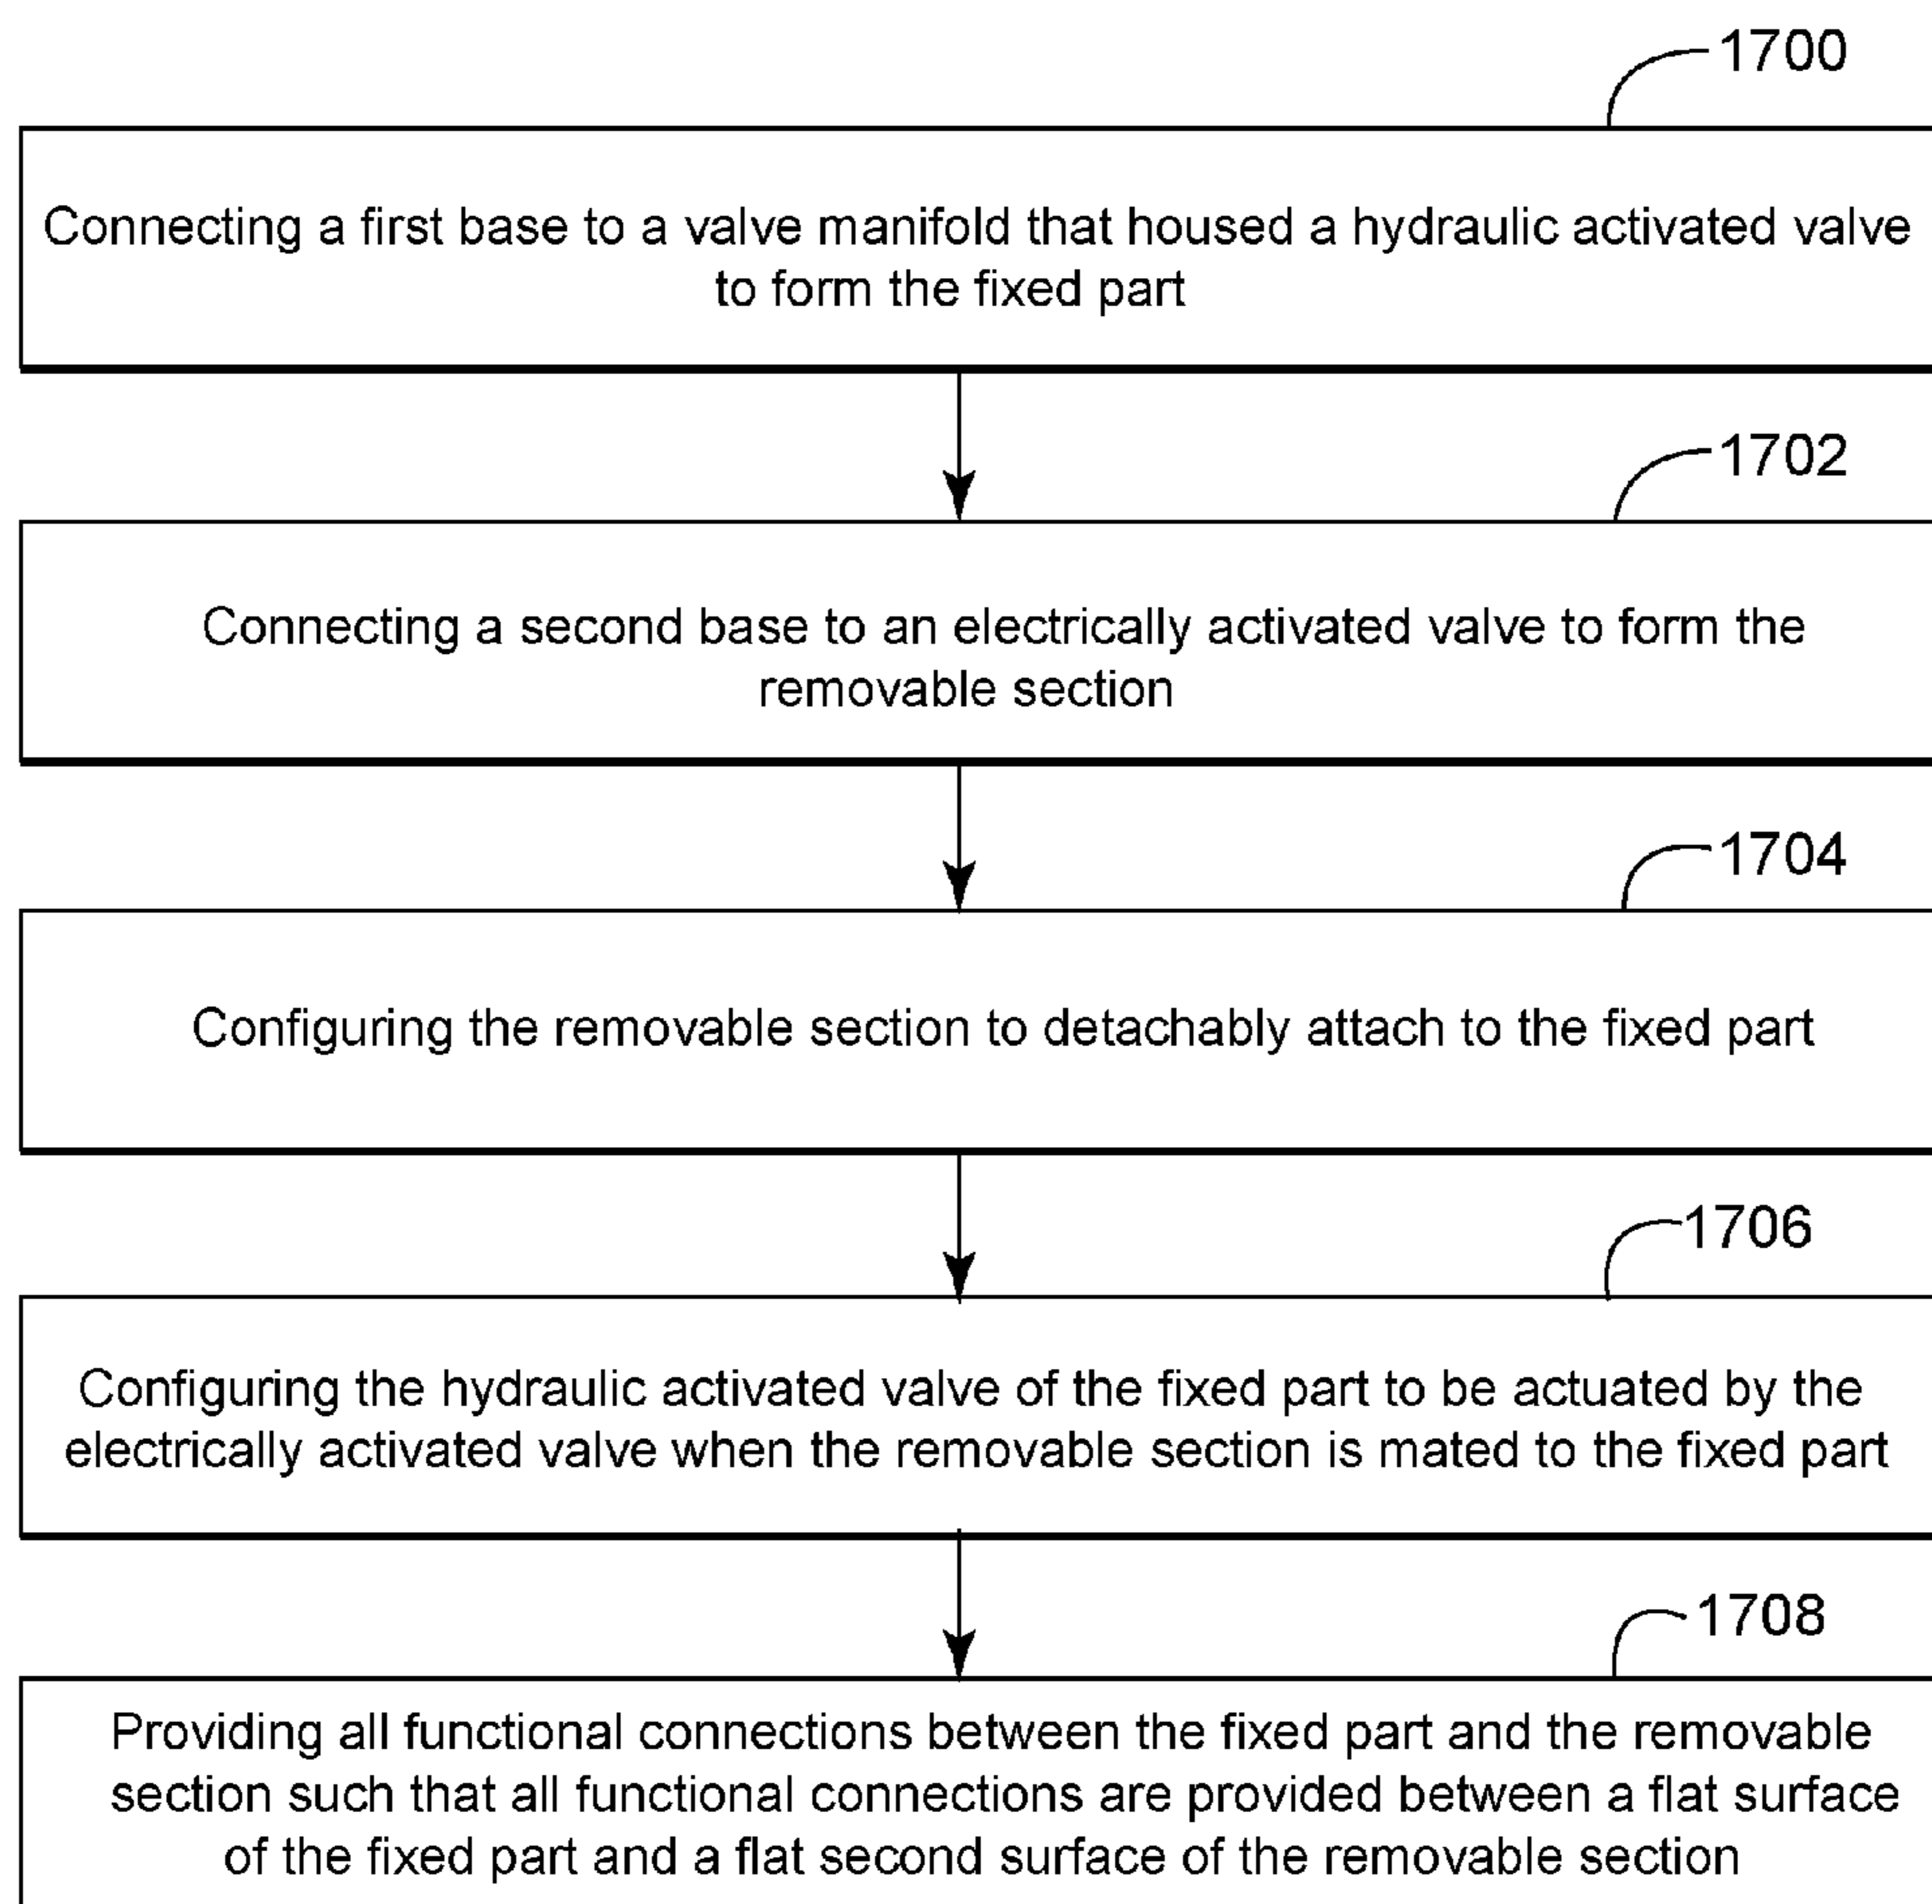 1700
Connecting a first base to a valve manifold that housed a hydraulic activated valve
to form the fixed part
1702
Connecting a second base to an electrically activated valve to form the
removable section
1704
Configuring the removable section to detachably attach to the fixed part
1706
Configuring the hydraulic activated valve of the fixed part to be actuated by the
electrically activated valve when the removable section is mated to the fixed part
1708
Providing all functional connections between the fixed part and the removable
section such that all functional connections are provided between a flat surface
of the fixed part and a flat second surface of the removable section